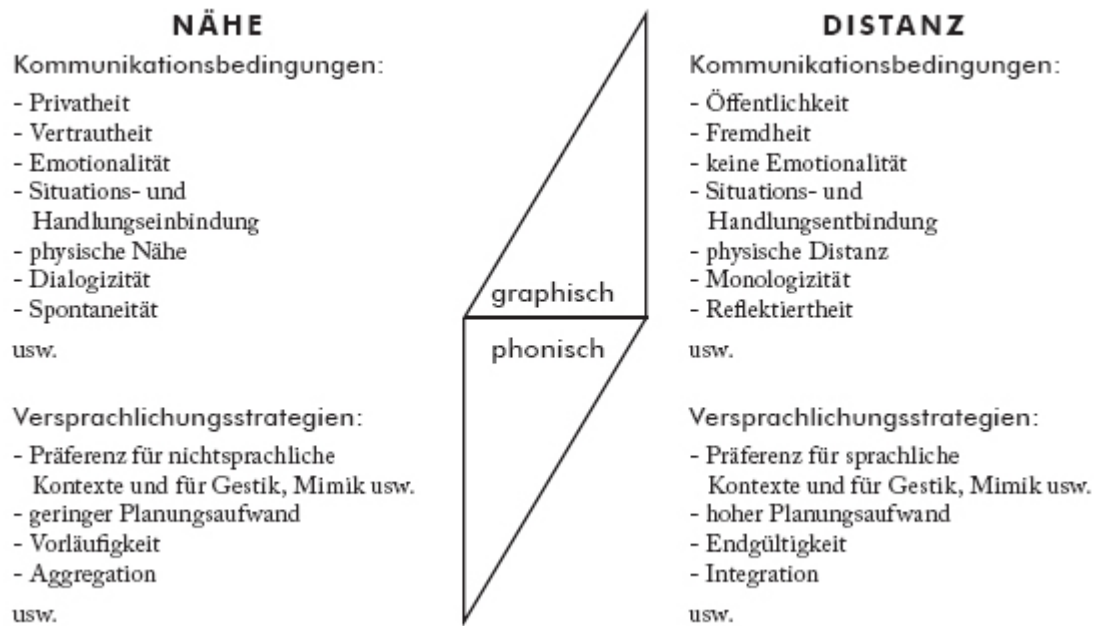 NÄHE
Kommunikationsbedingungen:
- Privatheit
- Vertrautheit
- Emotionalität
- Situations- und
Handlungseinbindung
- physische Nähe
- Dialogizität
- Spontaneität
usw.
Versprachlichungsstrategien:
- Präferenz für nichtsprachliche
Kontexte und für Gestik, Mimik usw.
- geringer Planungsaufwand
- Vorläufigkeit
- Aggregation
usw.
graphisch
phonisch
DISTANZ
Kommunikationsbedingungen:
- Öffentlichkeit
- Fremdheit
- keine Emotionalität
- Situations- und
Handlungsentbindung
- physische Distanz
- Monologizität
- Reflektiertheit
usw.
Versprachlichungsstrategien:
- Präferenz für sprachliche
Kontexte und für Gestik, Mimik usw.
- hoher Planungsaufwand
- Endgültigkeit
- Integration
usw.